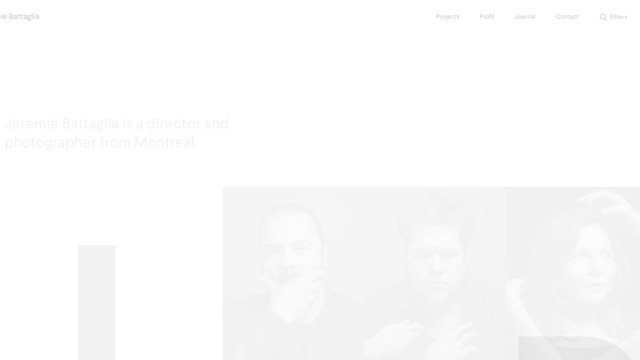 ie Battaglia
Projects
Profil
Journal
Contact
Filters
Jeremie Battaglia is a director and
photographer from Montreal.